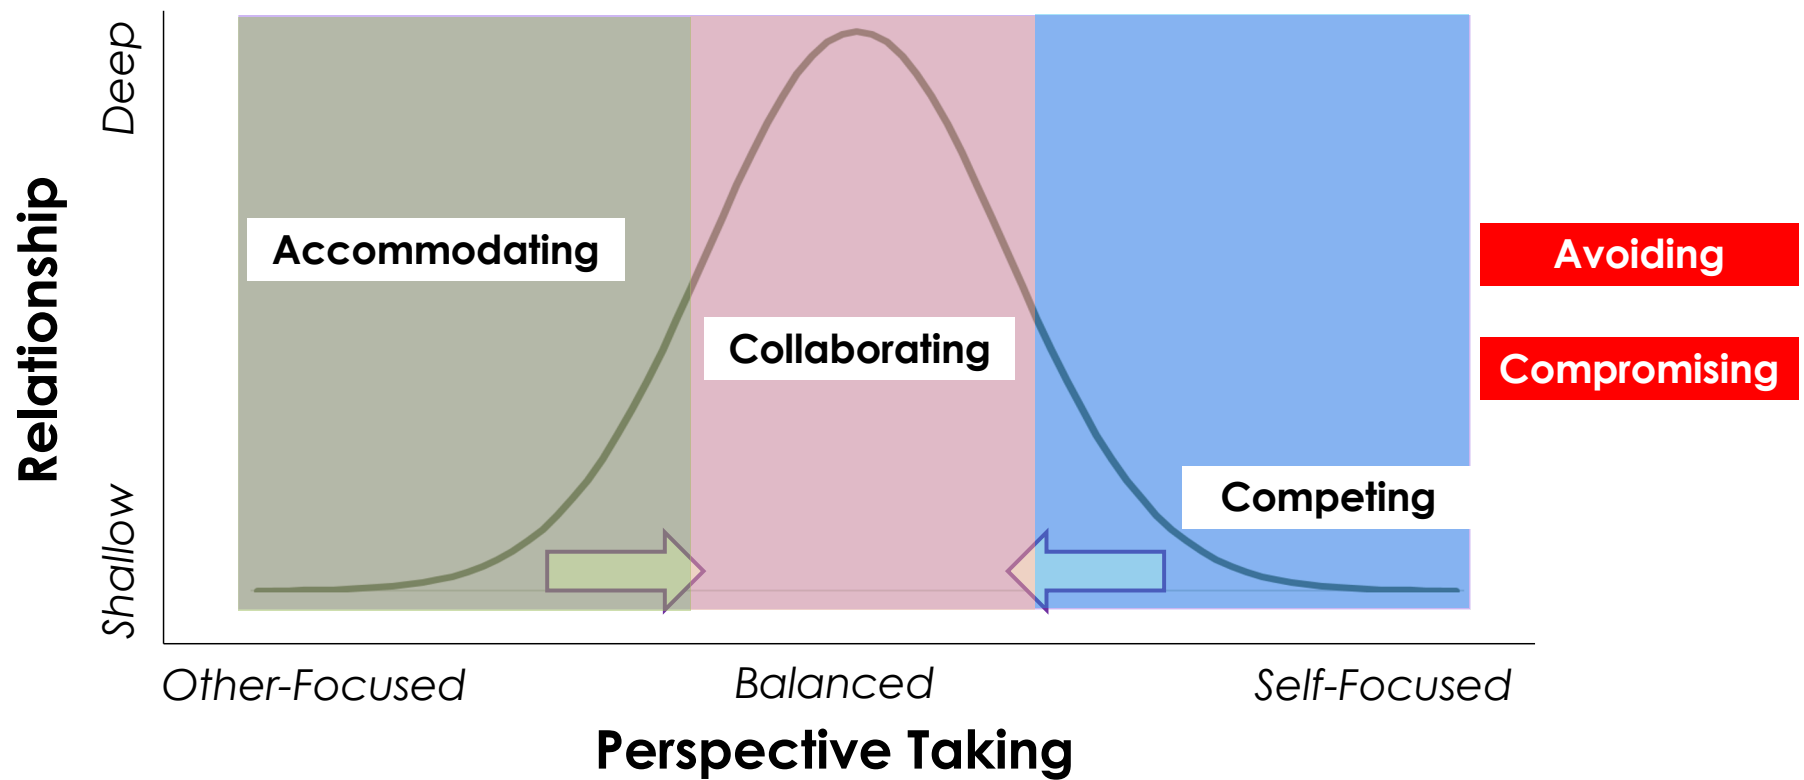 Deep
Relationship
Shallow
Accommodating
Collaborating
Competing
Avoiding
Compromising
Other-Focused
Balanced
Self-Focused
Perspective Taking